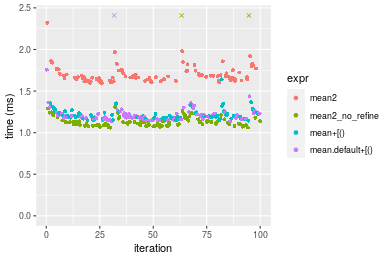 2.5
2.0
1.5
1.0
0.5
0.0
time (ms)
0
25
50
75
100
iteration
expr
mean2
mean2_no_refine
mean+[()
mean.default+[()